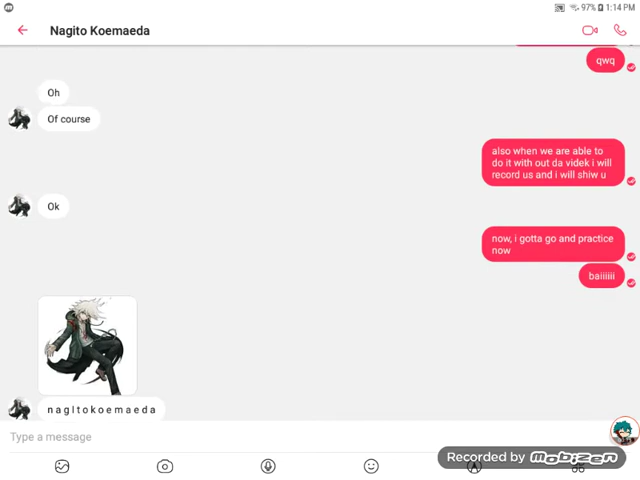 97% 1:14 PM
Nagito Koemaeda
qwq
Oh
Of course
also when we are able to
do it with out da videk i will
record us and i will shiw u
Ok
now, i gotta go and practice
now
baiiiiii
n a g I t o k o e m a e d a
Type a message
Recorded by Mobizen